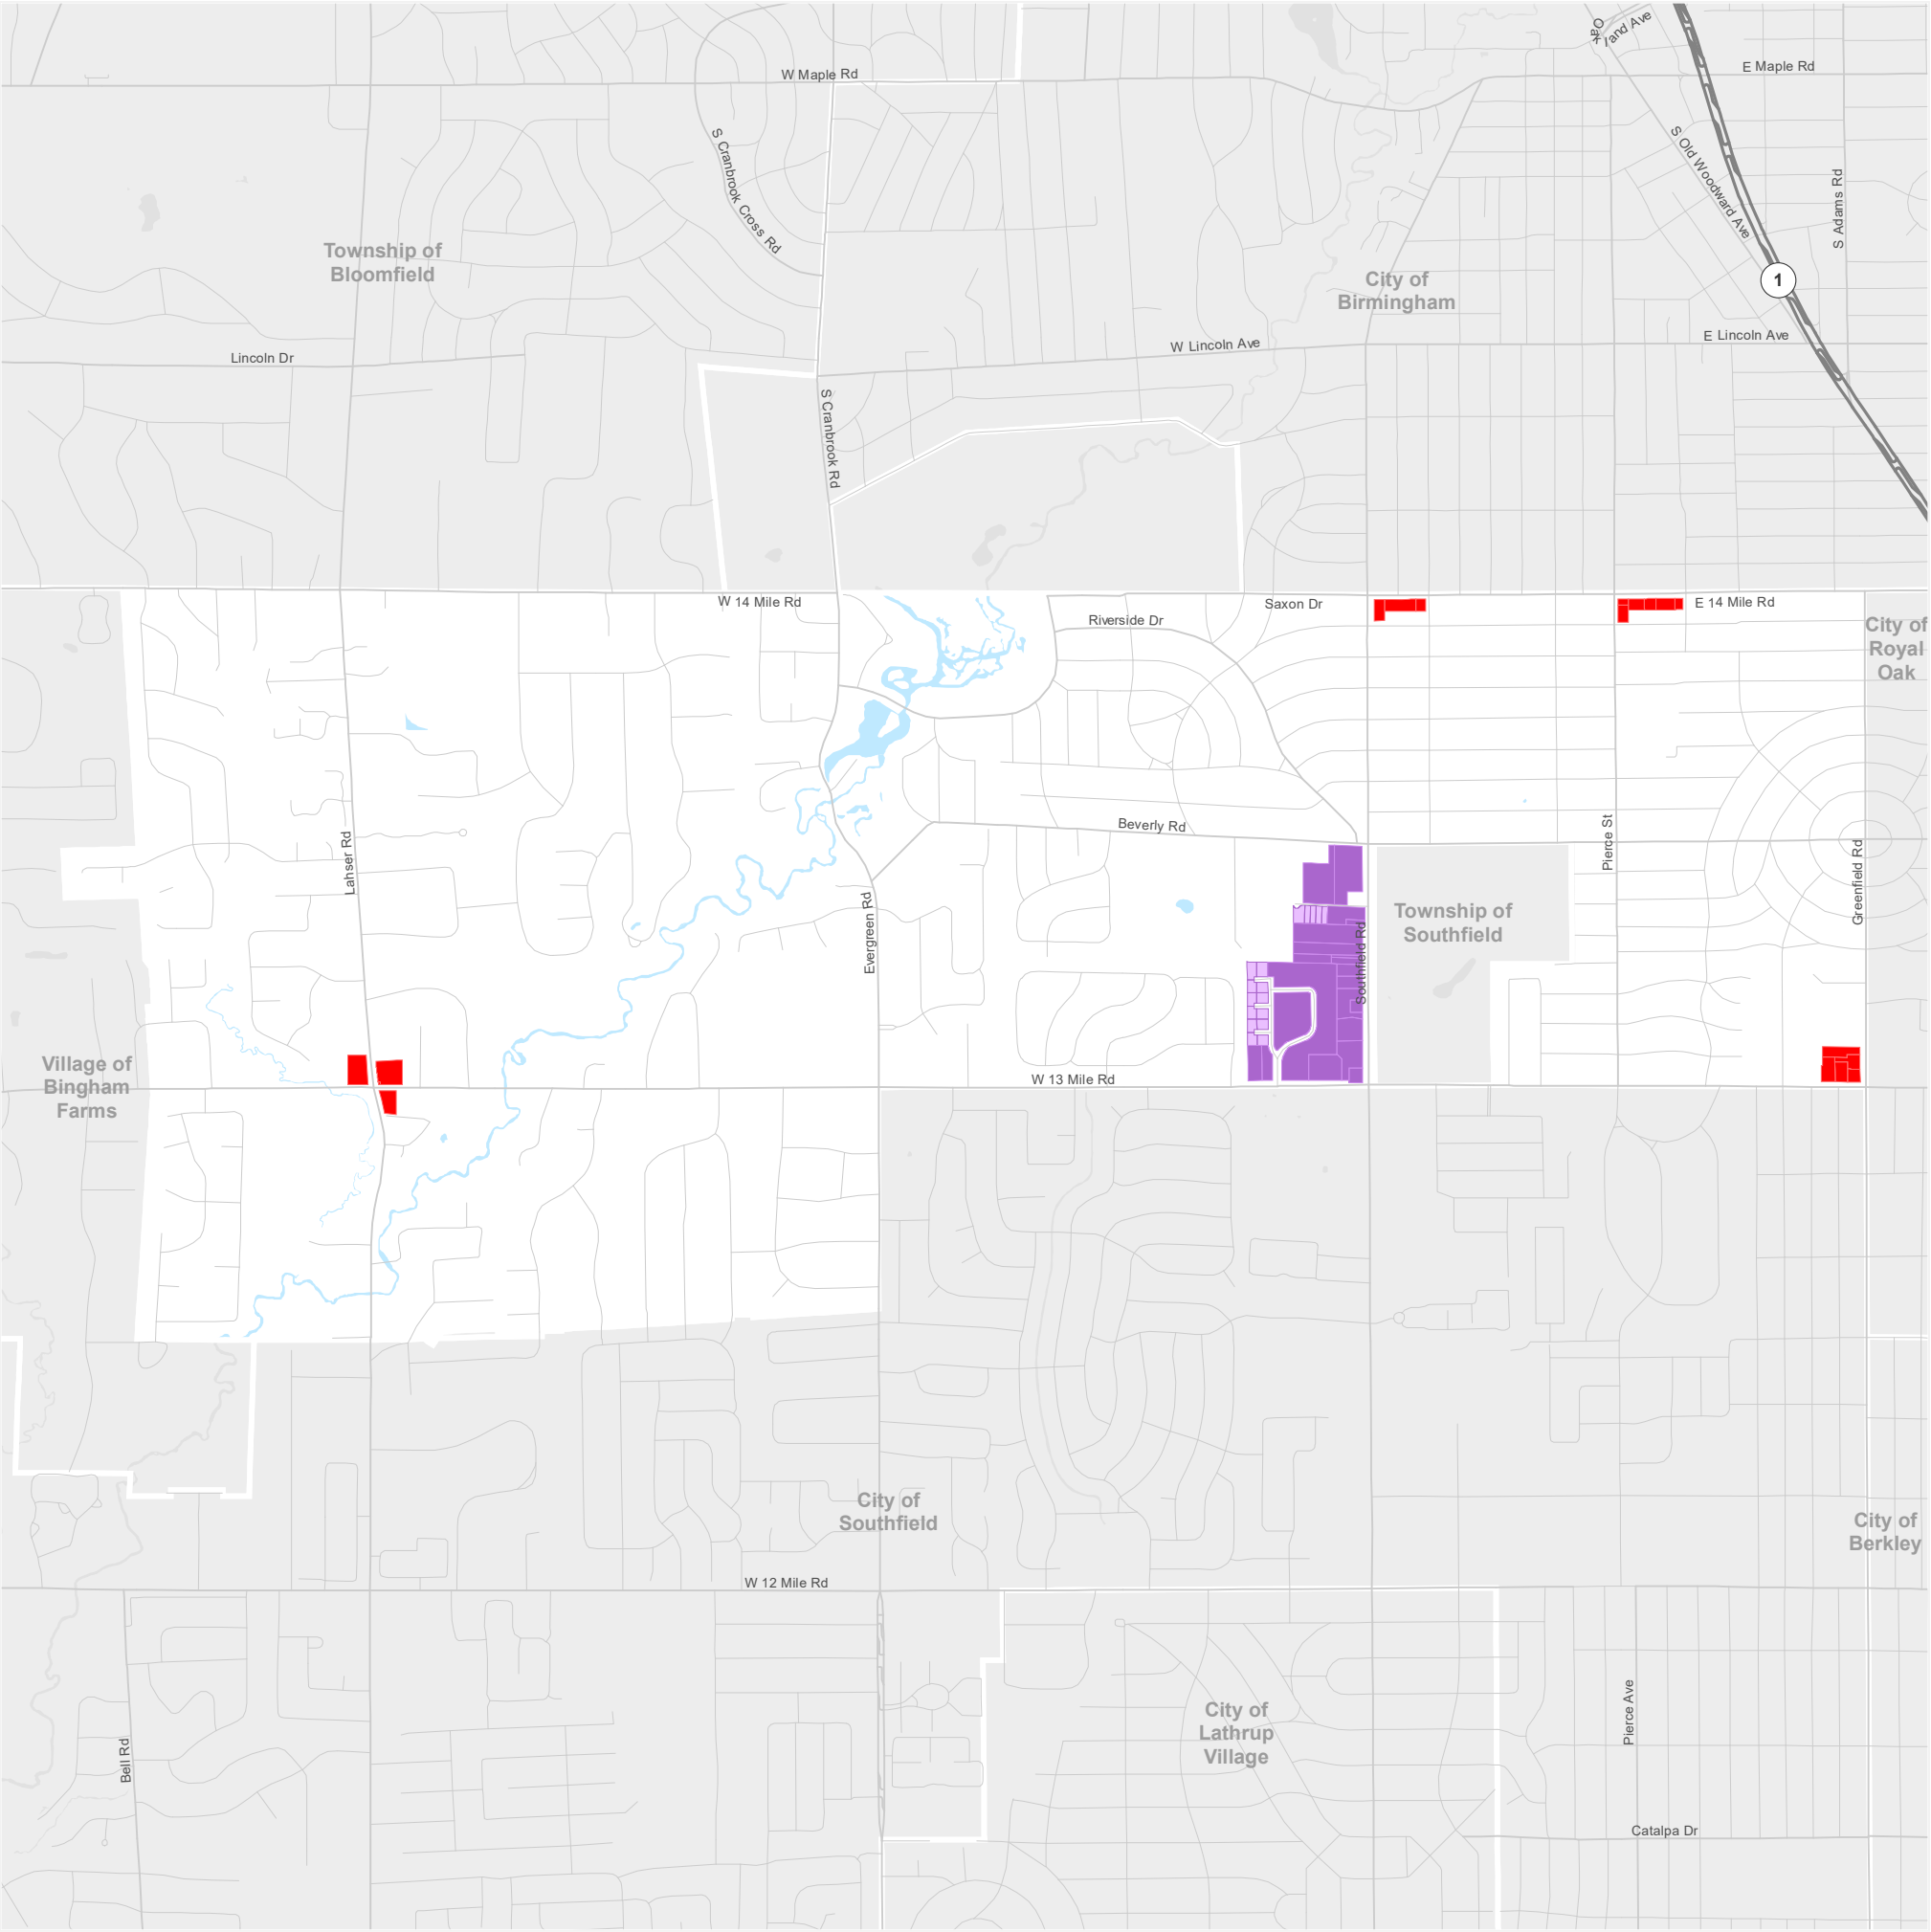 Oak
land Ave
W Maple Rd
E Maple Rd
S Cranbrook Cross Rd
S Old Woodward Ave
S Adams Rd
Township of
Bloomfield
City of
Birmingham
1
Lincoln Dr
W Lincoln Ave
E Lincoln Ave
S Cranbrook Rd
W 14 Mile Rd
Saxon Dr
E 14 Mile Rd
Riverside Dr
City of
Royal
Oak
Beverly Rd
Lahser Rd
Pierce St
Greenfield Rd
Evergreen Rd
Southfield Rd
Township of
Southfield
Village of
Bingham
Farms
W 13 Mile Rd
City of
Southfield
City of
Berkley
W 12 Mile Rd
City of
Lathrup
Village
Pierce Ave
Bell Rd
Catalpa Dr